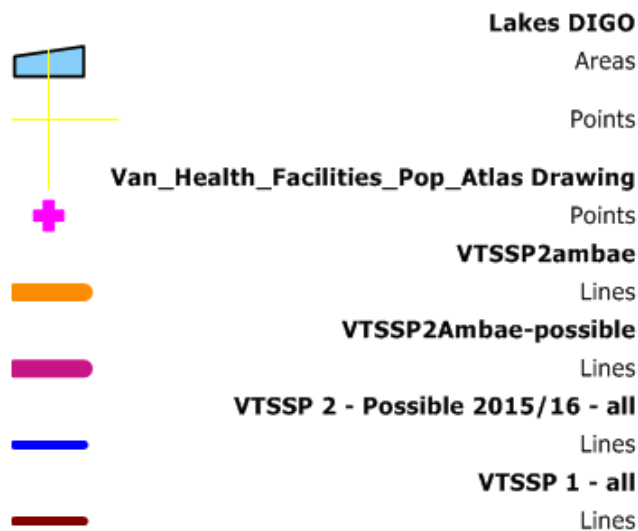 Lakes DIGO
Areas
Points
Van_Health_Facilities_Pop_Atlas Drawing
Points
VTSSP2ambae
Lines
VTSSP2Ambae-possible
Lines
VTSSP 2 - Possible 2015/16 - all
Lines
VTSSP 1 - all
Lines